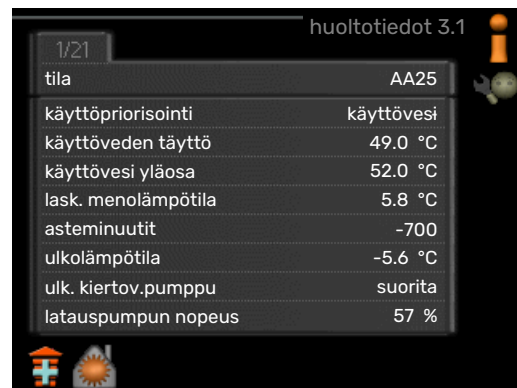 huoltotiedot 3.1
1/21
tila AA25
käyttöpriorisointi käyttövesi
käyttöveden täyttö 49.0 °C
käyttövesi yläosa 52.0 °C
lask. menolämpötila 5.8 °C
asteminuutit -700
ulkolämpötila -5.6 °C
ulk. kiertov.pumppu suorita
latauspumpun nopeus 57 %